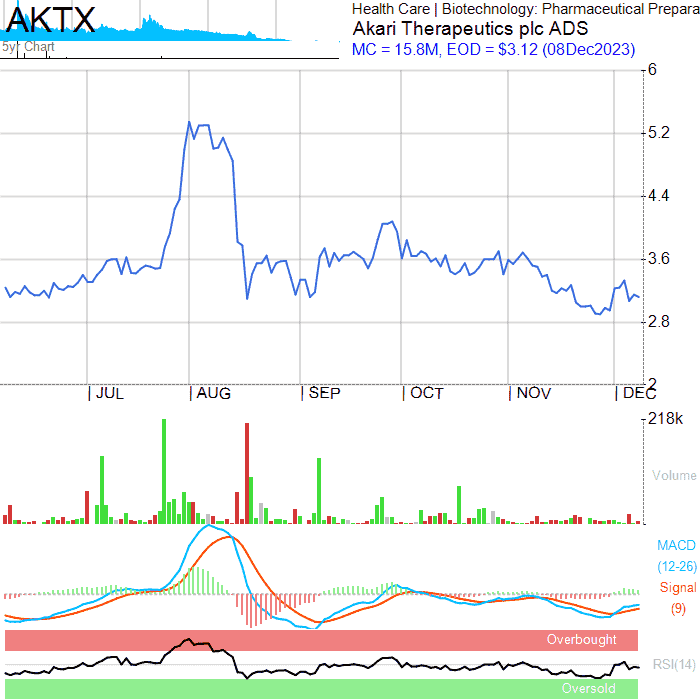 AKTX
Health Care | Biotechnology: Pharmaceutical Prepara
Akari Therapeutics plc ADS
5yr Chart
MC = 15.8M, EOD = $3.12 (08Dec2023)
6
5.2
4.4
3.6
2.8
2
| JUL | AUG | SEP | OCT | NOV | DEC
218k
Volume
MACD
(12-26)
Signal
(9)
Overbought
RSI(14)
Oversold